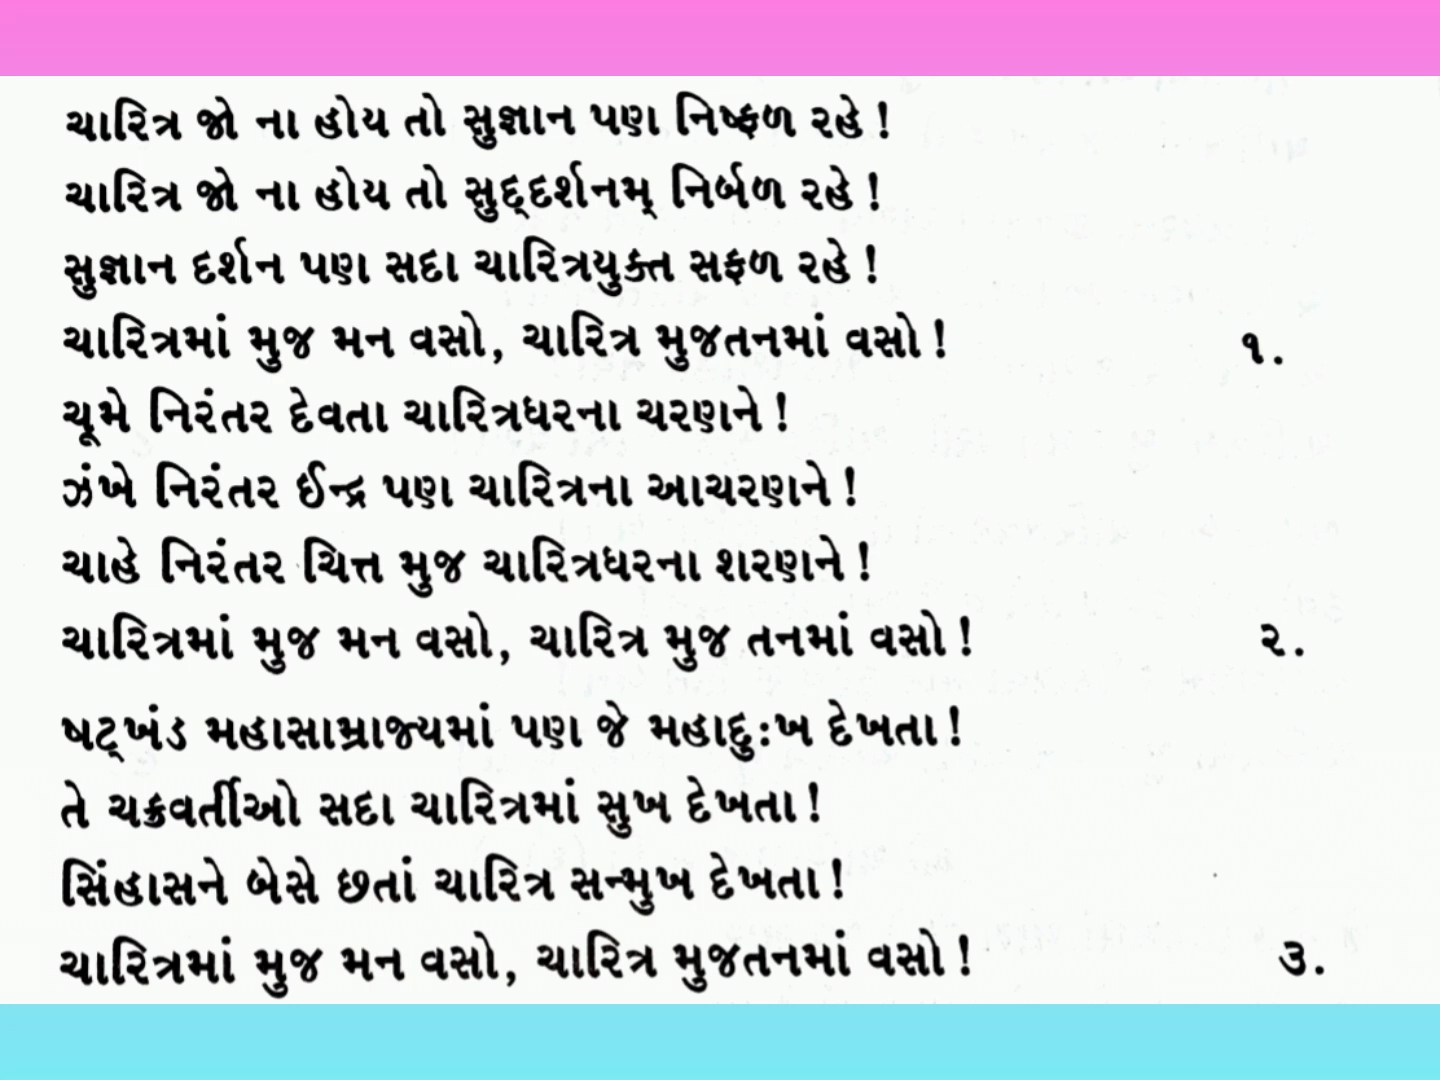 ચારિત્ર જો ના હોય તો સુજ્ઞાન પણ નિષ્ફળ રહે !
ચારિત્ર જો ના હોય તો સુદ્દર્શનમ્ નિર્બળ રહે !
સુજ્ઞાન દર્શન પણ સદા ચારિત્રયુક્ત સફળ રહે !
ચારિત્રમાં મુજ મન વસો, ચારિત્ર મુજતનમાં વસો ! ૧.
ચૂમે નિરંતર દેવતા ચારિત્રધરના ચરણને !
ઝંખે નિરંતર ઈન્દ્ર પણ ચારિત્રના આચરણને !
ચાહે નિરંતર ચિત્ત મુજ ચારિત્રધરના શરણને !
ચારિત્રમાં મુજ મન વસો, ચારિત્ર મુજ તનમાં વસો ! ૨.
ષટ્ખંડ મહાસામ્રાજ્યમાં પણ જે મહાદુઃખ દેખતા !
તે ચક્રવર્તીઓ સદા ચારિત્રમાં સુખ દેખતા !
સિંહાસને બેસે છતાં ચારિત્ર સન્મુખ દેખતા !
ચારિત્રમાં મુજ મન વસો, ચારિત્ર મુજતનમાં વસો ! ૩.